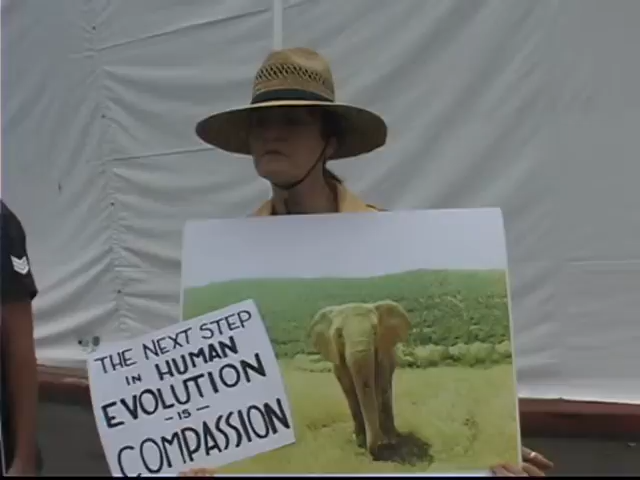 THE NEXT STEP
IN HUMAN
EVOLUTION
-IS-
COMPASSION